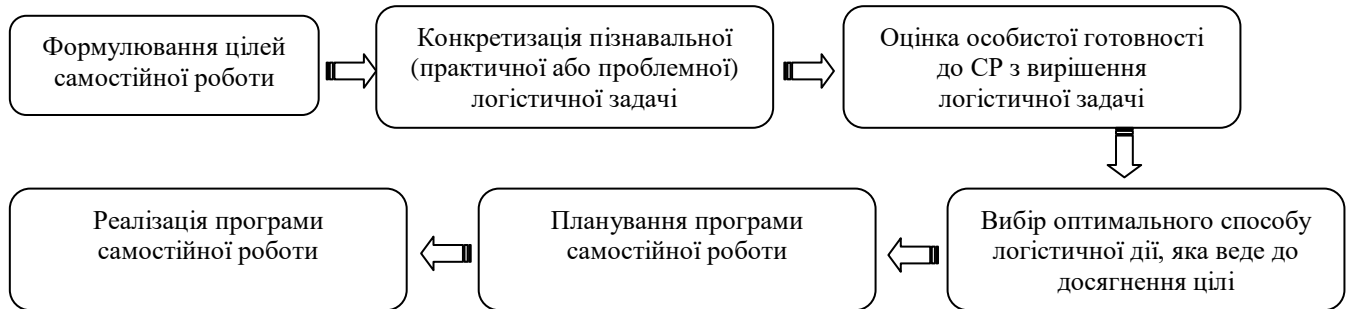 Формулювання цілей
самостійної роботи
Конкретизація пізнавальної
(практичної або проблемної)
логістичної задачі
Оцінка особистої готовності
до СР з вирішення
логістичної задачі
Вибір оптимального способу
логістичної дії, яка веде до
досягнення цілі
Планування програми
самостійної роботи
Реалізація програми
самостійної роботи